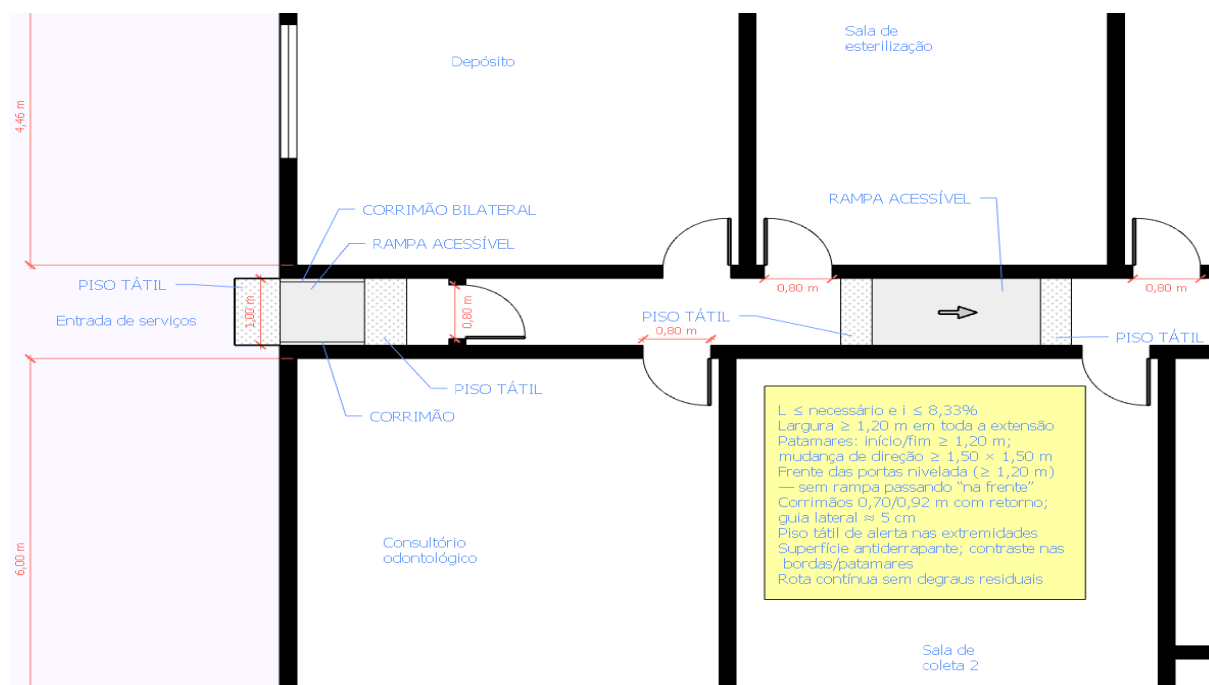 Sala de
esterilização
Depósito
4,46 m
RAMPA ACESSÍVEL
CORRIMÃO BILATERAL
RAMPA ACESSÍVEL
PISO TÁTIL
0,80 m
0,80 m
1,00 m
0,80 m
Entrada de serviços
PISO TÁTIL
0,80 m
PISO TÁTIL
PISO TÁTIL
CORRIMÃO
L ≤ necessário e i ≤ 8,33%
Largura ≥ 1,20 m em toda a extensão
Patamares: início/fim ≥ 1,20 m;
mudança de direção ≥ 1,50 × 1,50 m
Frente das portas nivelada (≥ 1,20 m)
— sem rampa passando “na frente”
Corrimãos 0,70/0,92 m com retorno;
guia lateral ≈ 5 cm
Piso tátil de alerta nas extremidades
Superfície antiderrapante; contraste nas
bordas/patamares
Rota contínua sem degraus residuais
Consultório
odontológico
6,00 m
Sala de
coleta 2